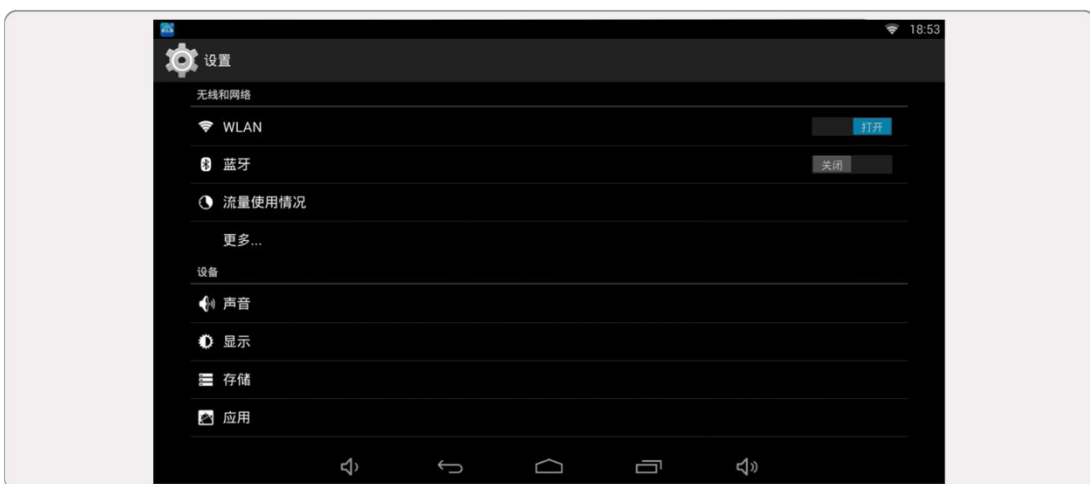 18:53
设置
无线和网络
WLAN 打开
蓝牙 关闭
流量使用情况
更多...
设备
声音
显示
存储
应用